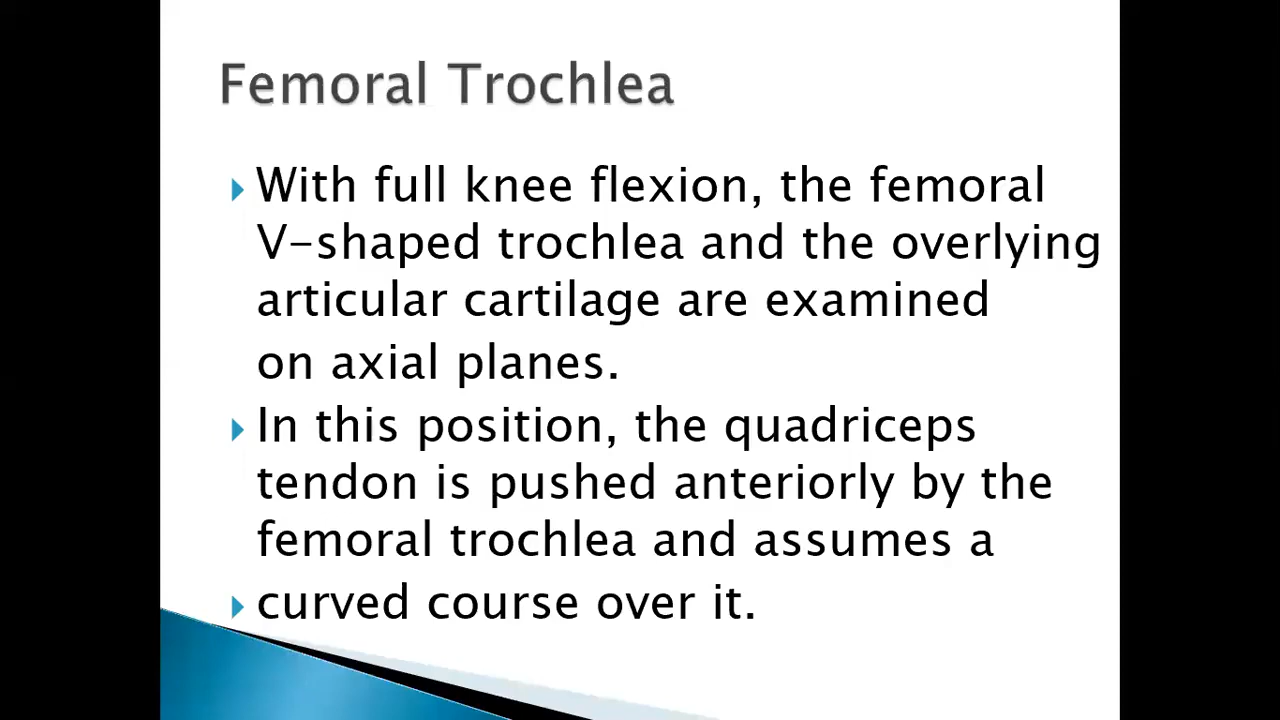 Femoral Trochlea
With full knee flexion, the femoral
V-shaped trochlea and the overlying
articular cartilage are examined
on axial planes.
In this position, the quadriceps
tendon is pushed anteriorly by the
femoral trochlea and assumes a
curved course over it.